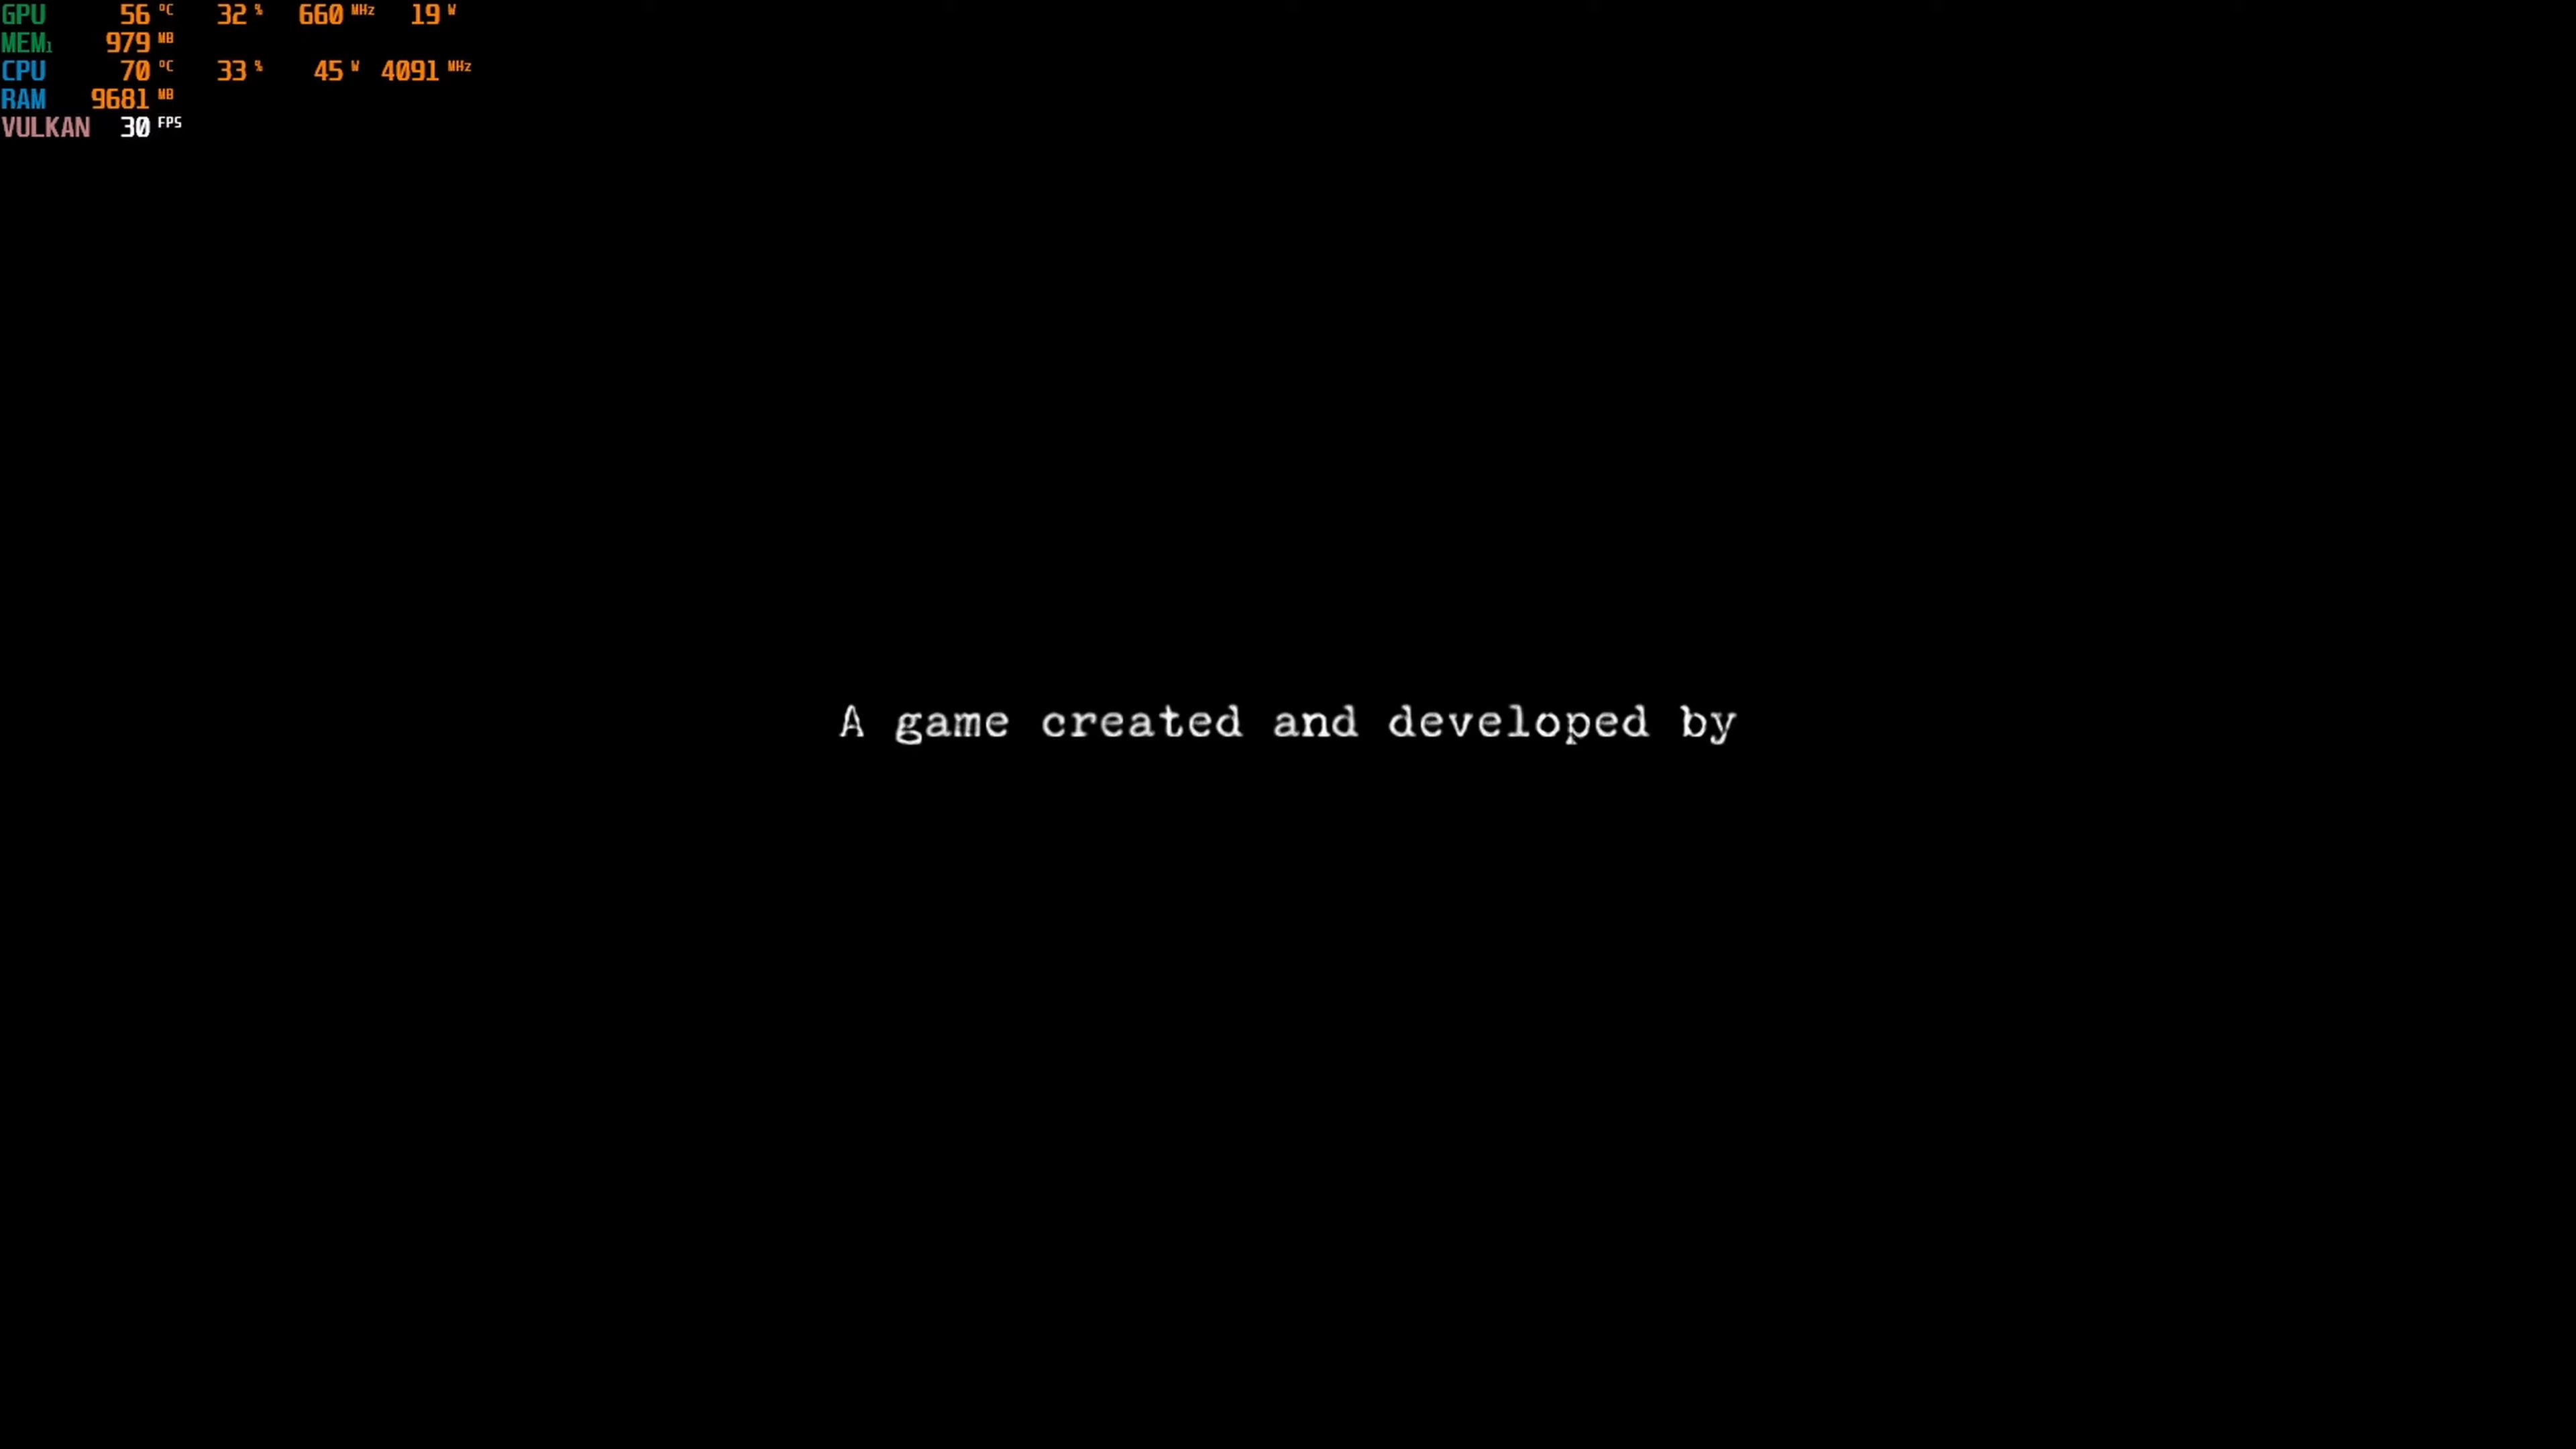 GPU 56 °C 32 % 660 MHz 19 W
MEM1 979 MB
CPU 70 °C 33 % 45 W 4091 MHz
RAM 9681 MB
VULKAN 30 FPS
A game created and developed by